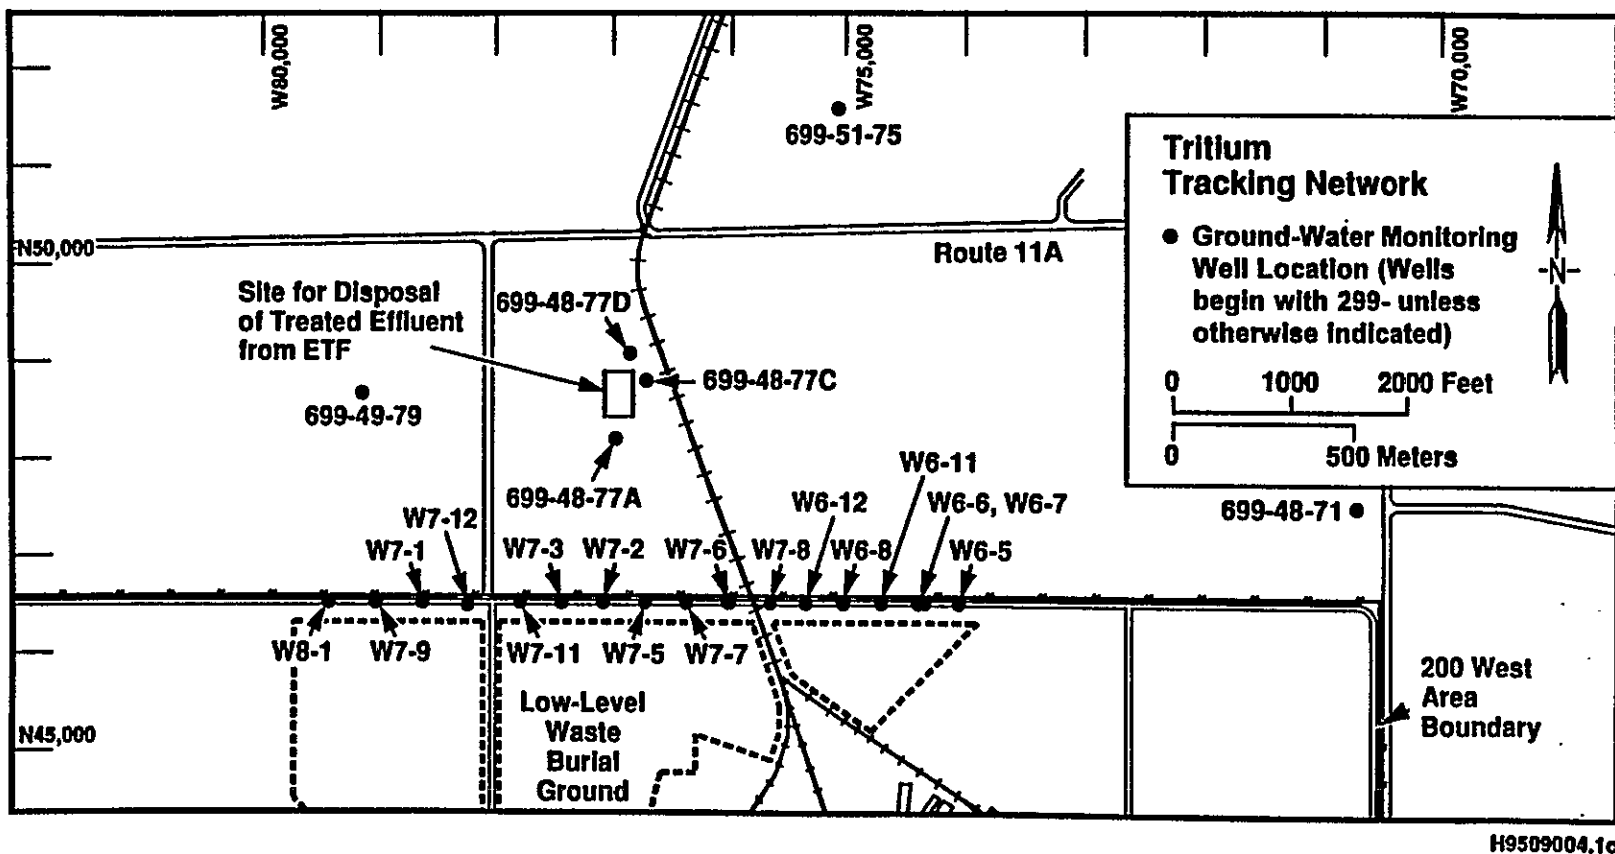 W80,000
W75,000
W70,000
699-51-75
Tritium
Tracking Network
Ground-Water Monitoring
Well Location (Wells
begin with 299- unless
otherwise indicated)
N
0 1000 2000 Feet
0 500 Meters
N50,000
Route 11A
Site for Disposal
of Treated Effluent
from ETF
699-48-77D
699-48-77C
699-49-79
699-48-77A
W6-11
W7-12
W6-12
W6-6, W6-7
699-48-71
W7-1
W7-3
W7-2
W7-6
W7-8
W6-8
W6-5
W8-1
W7-9
W7-11
W7-5
W7-7
Low-Level
Waste
Burial
Ground
200 West
Area
Boundary
N45,000
H9509004.1c